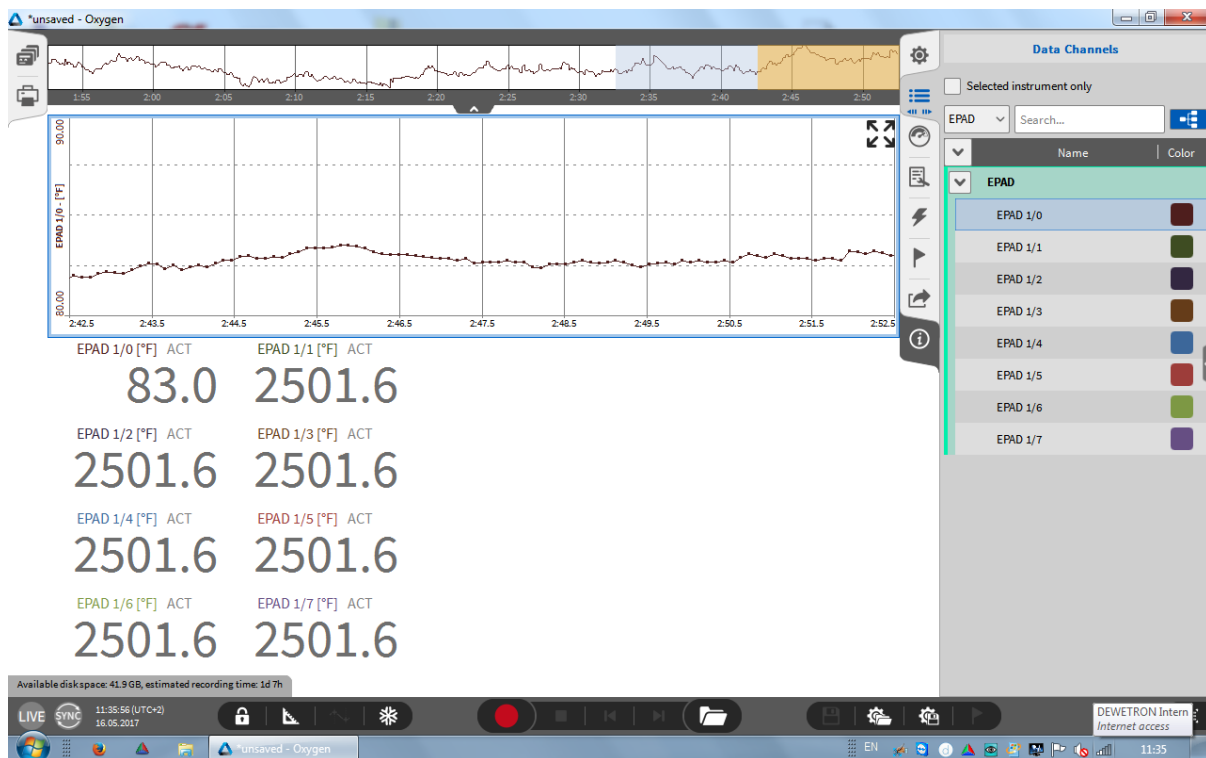 *unsaved - Oxygen
1:55 2:00 2:05 2:10 2:15 2:20 2:25 2:30 2:35 2:40 2:45 2:50
90.00
EPAD 1/0 - [°F]
80.00
2:42.5 2:43.5 2:44.5 2:45.5 2:46.5 2:47.5 2:48.5 2:49.5 2:50.5 2:51.5 2:52.5
EPAD 1/0 [°F] ACT EPAD 1/1 [°F] ACT
83.0 2501.6
EPAD 1/2 [°F] ACT EPAD 1/3 [°F] ACT
2501.6 2501.6
EPAD 1/4 [°F] ACT EPAD 1/5 [°F] ACT
2501.6 2501.6
EPAD 1/6 [°F] ACT EPAD 1/7 [°F] ACT
2501.6 2501.6
Data Channels
Selected instrument only
EPAD Search...
Name Color
EPAD
EPAD 1/0
EPAD 1/1
EPAD 1/2
EPAD 1/3
EPAD 1/4
EPAD 1/5
EPAD 1/6
EPAD 1/7
Available disk space: 41.9 GB, estimated recording time: 1d 7h
LIVE SYNC 11:35:56 (UTC+2)
16.05.2017
DEWETRON Intern
Internet access
*unsaved - Oxygen EN 11:35